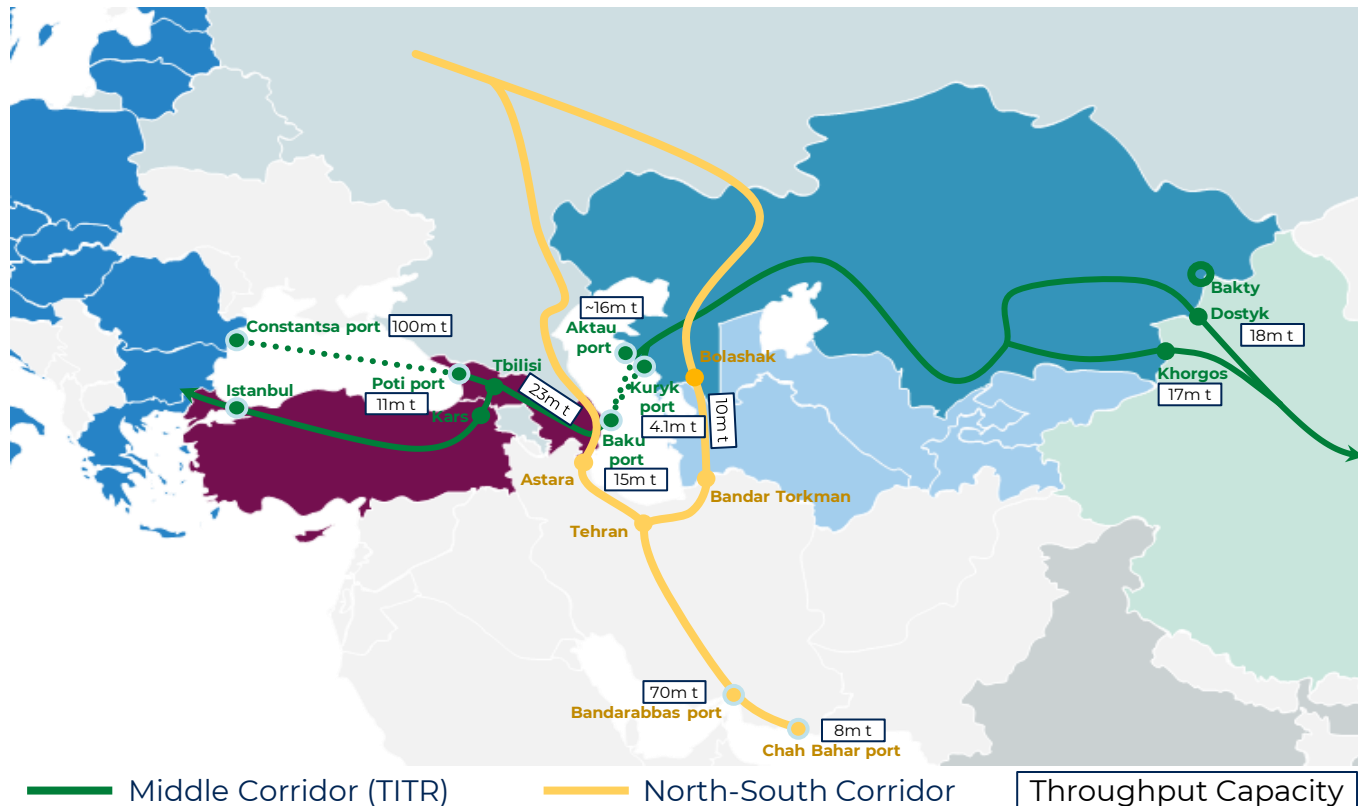 Bakty
Dostyk
18m t
Khorgos
17m t
~16m t
Aktau
port
Constantsa port
100m t
Bolashak
Tbilisi
Poti port
11m t
23m t
Istanbul
Kars
Kuryk
port
4.1m t
10m t
Baku
port
15m t
Astara
Bandar Torkman
Tehran
70m t
Bandarabbas port
8m t
Chah Bahar port
Middle Corridor (TITR)
North-South Corridor
Throughput Capacity